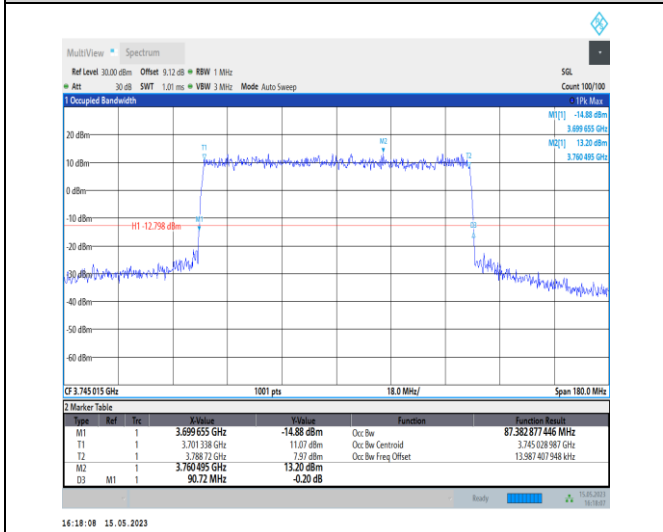 MultiView Spectrum
Ref Level 30.00 dBm Offset 9.12 dB RBW 1 MHz SGL
Att 30 dB SWT 1.01 ms VBW 3 MHz Mode Auto Sweep Count 100/100
1 Occupied Bandwidth 1Pk Max
M1[1] -14.88 dBm
3.699 655 GHz
20 dBm
M2[1] 13.20 dBm
3.760 495 GHz
T1 M2 T2
10 dBm
0 dBm
-10 dBm
M1
H1 -12.798 dBm
D3
-20 dBm
-30 dBm
-40 dBm
-50 dBm
-60 dBm
CF 3.745 015 GHz 1001 pts 18.0 MHz/ Span 180.0 MHz
2 Marker Table
Type Ref Trc X-Value Y-Value Function Function Result
M1 1 3.699 655 GHz -14.88 dBm Occ Bw 87.382 877 446 MHz
T1 1 3.701 338 GHz 11.07 dBm Occ Bw Centroid 3.745 028 987 GHz
T2 1 3.788 72 GHz 7.97 dBm Occ Bw Freq Offset 13.987 407 948 kHz
M2 1 3.760 495 GHz 13.20 dBm
D3 M1 1 90.72 MHz -0.20 dB
Ready 15.05.2023
16:18:07
16:18:08 15.05.2023